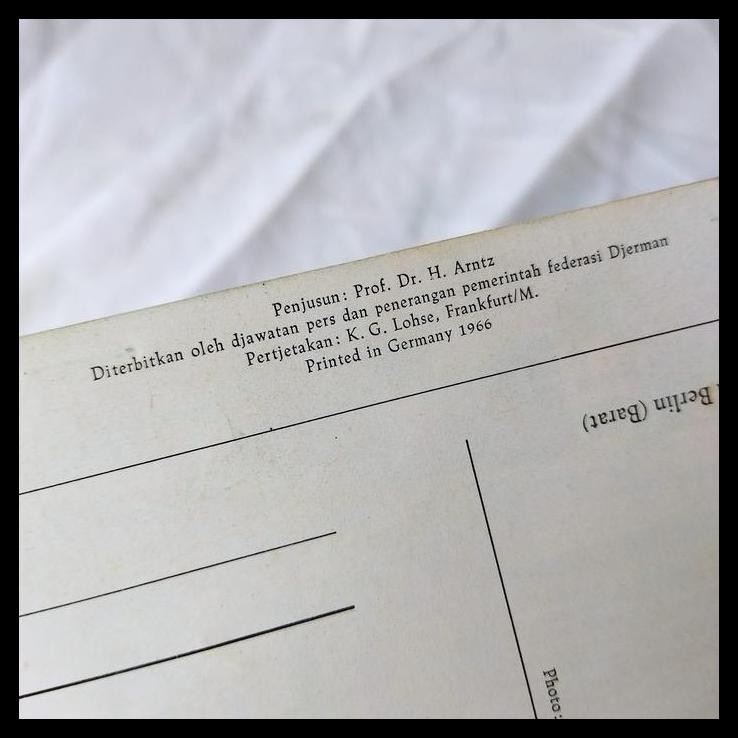 Penjusun: Prof. Dr. H. Arntz
Diterbitkan oleh djawatan pers dan penerangan pemerintah federasi Djerman
Pertjetakan: K. G. Lohse, Frankfurt/M.
Printed in Germany 1966
Berlin (Barat)
Photo: